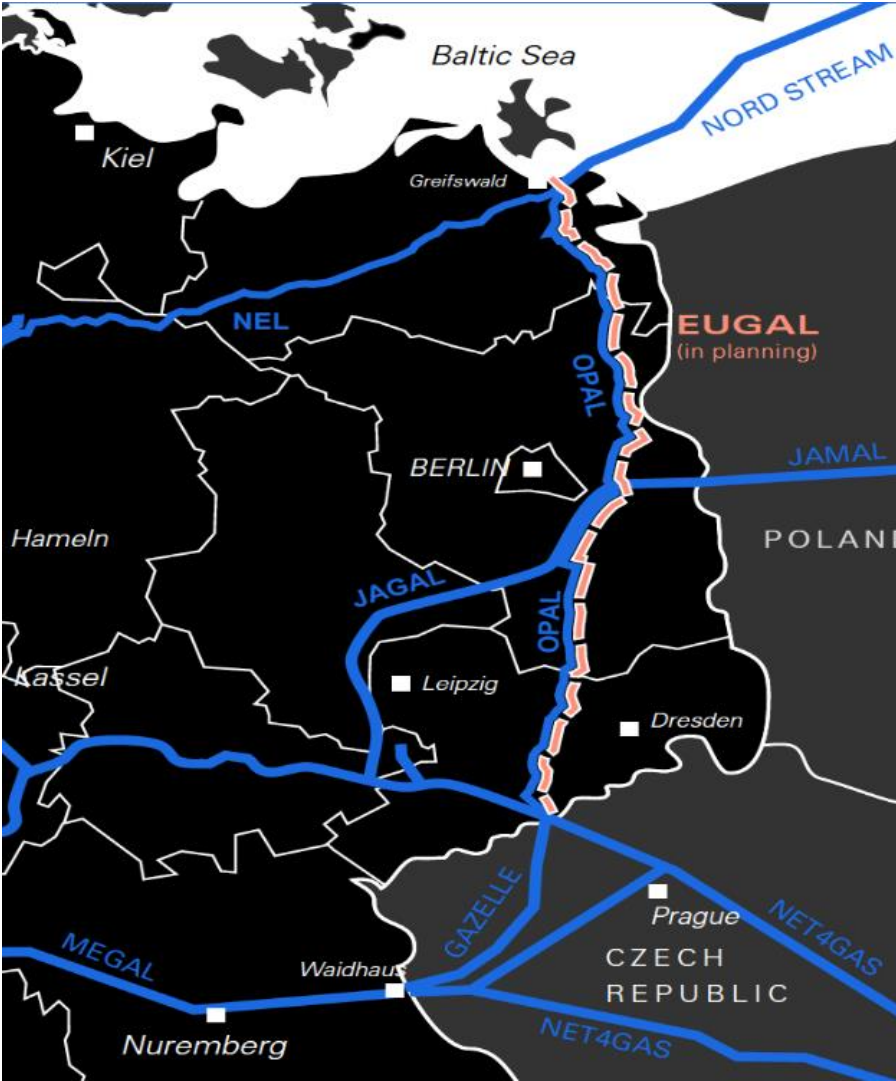 Baltic Sea
NORD STREAM
Kiel
Greifswald
NEL
EUGAL
(in planning)
OPAL
BERLIN
JAMAL
Hameln
POLAN
JAGAL
OPAL
Kassel
Leipzig
Dresden
GAZELLE
Prague
NET4GAS
MEGAL
Waidhaus
CZECH
REPUBLIC
NET4GAS
Nuremberg